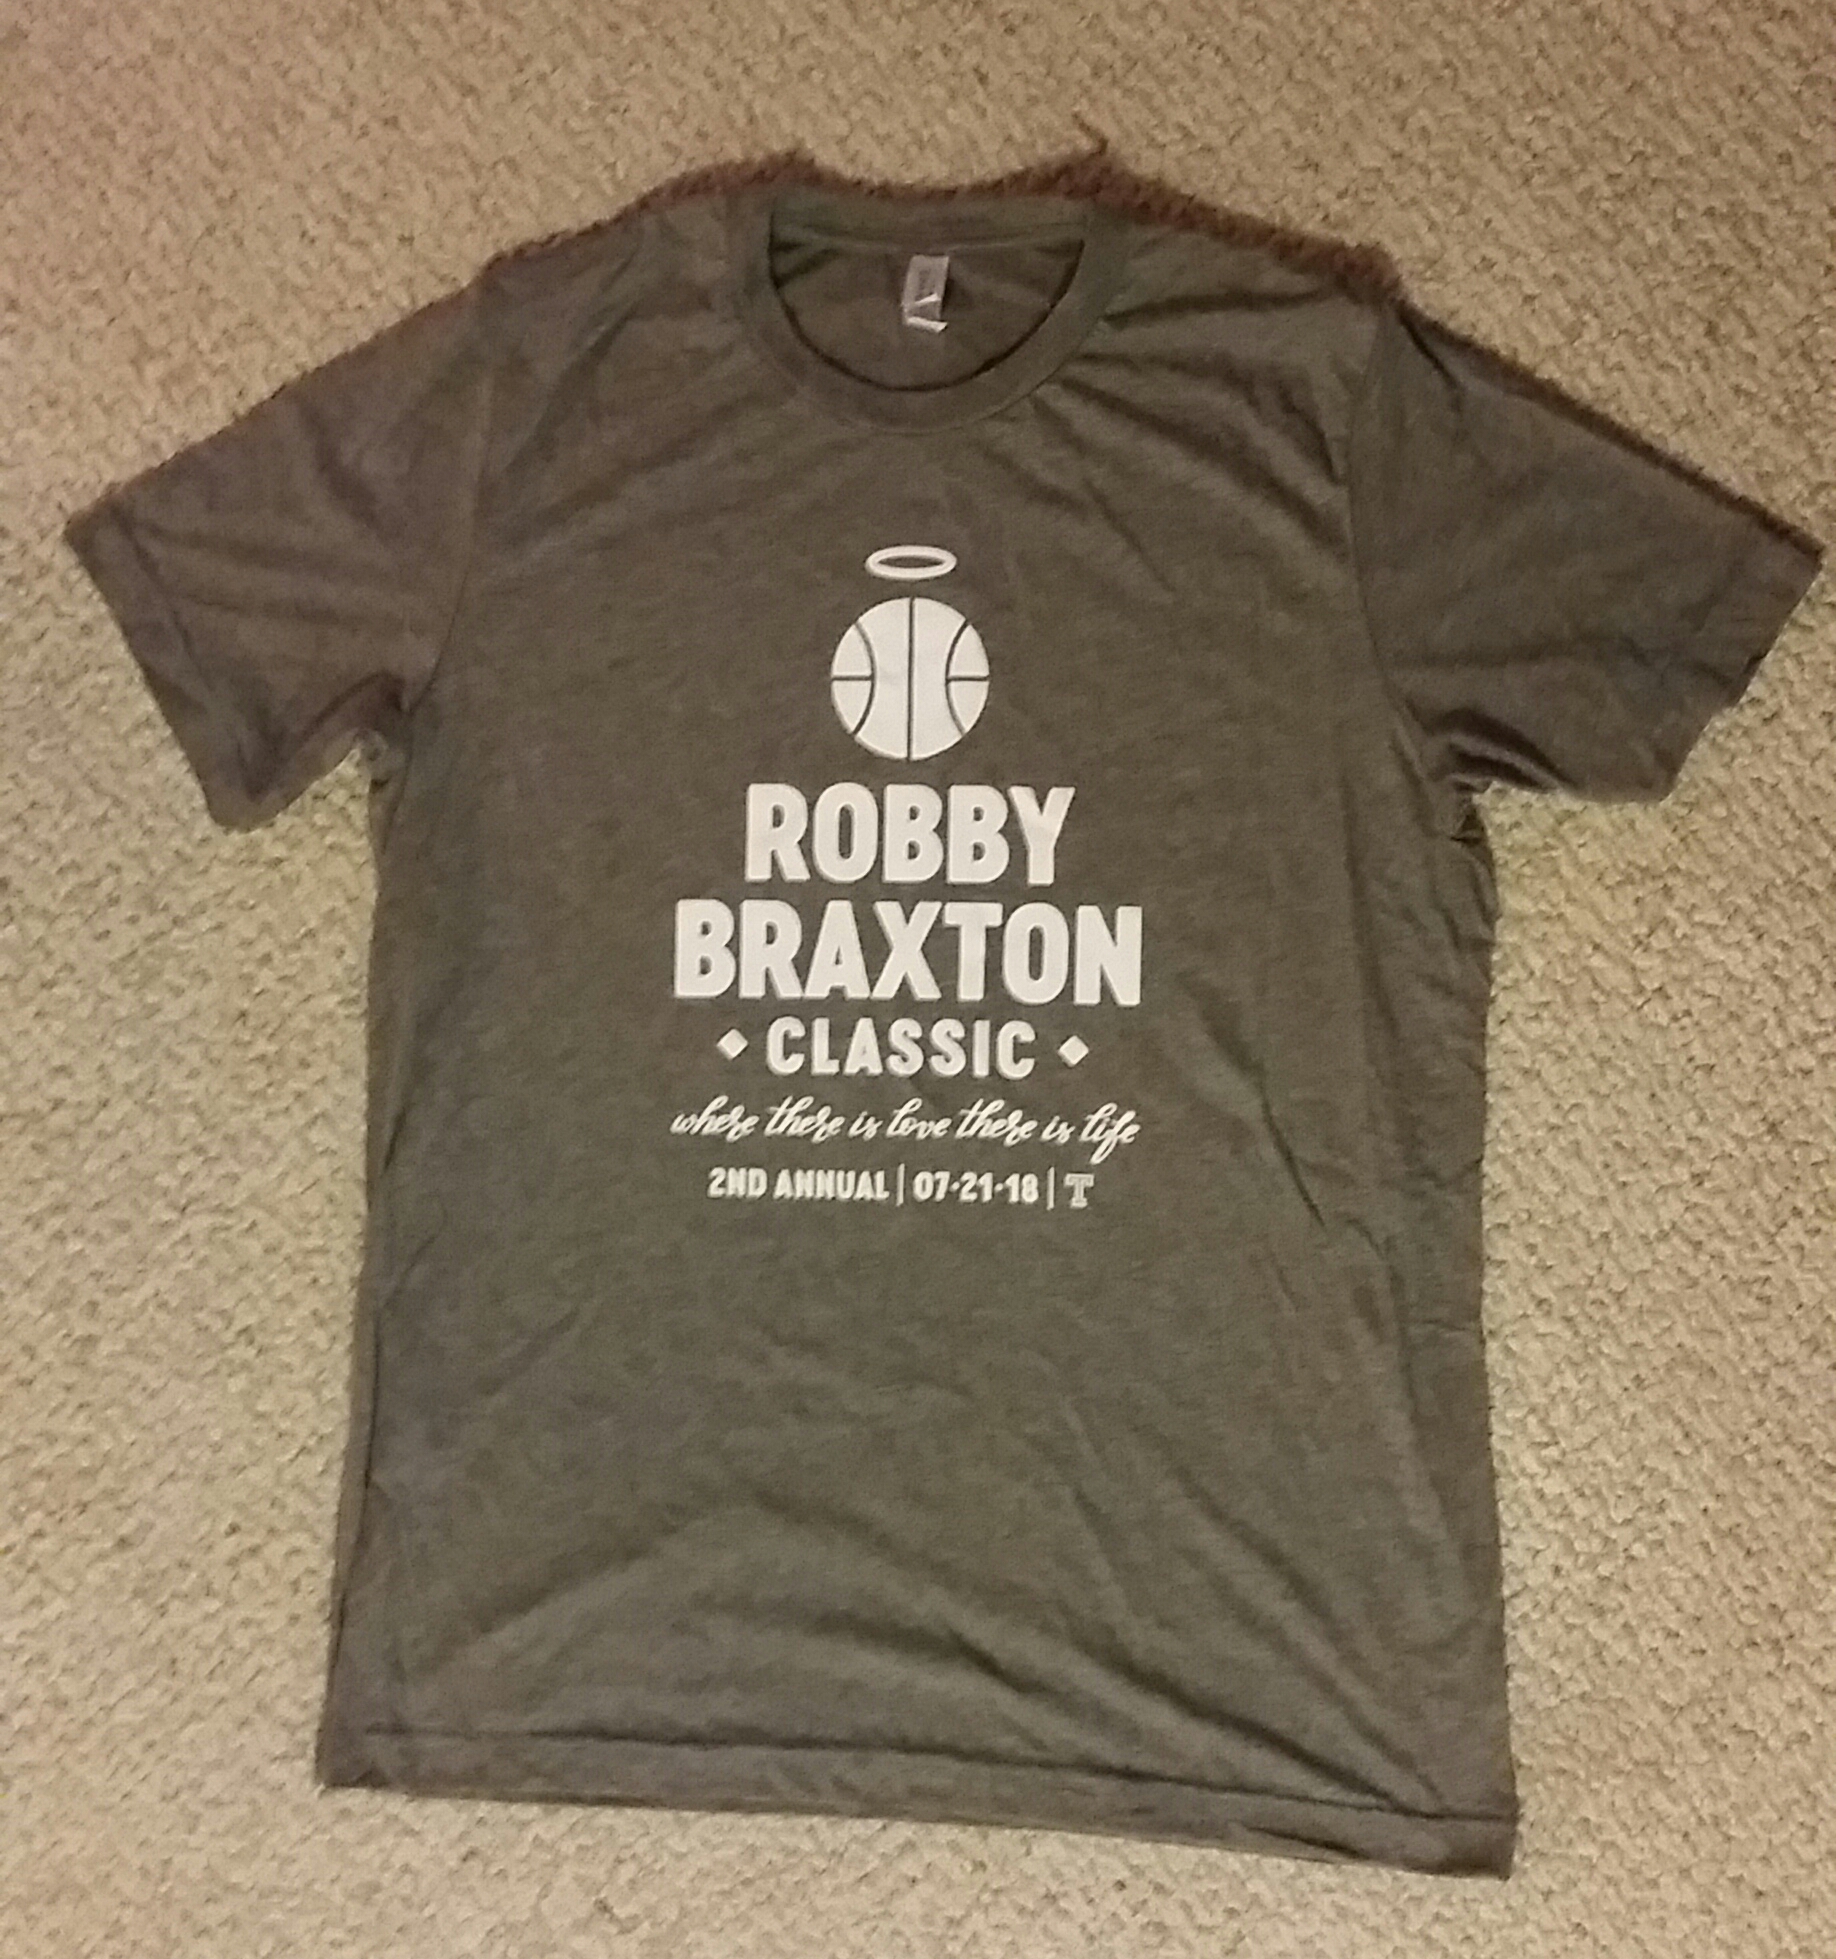 ROBBY
BRAXTON
CLASSIC
where there is love there is life
2ND ANNUAL | 07·21·18 | T